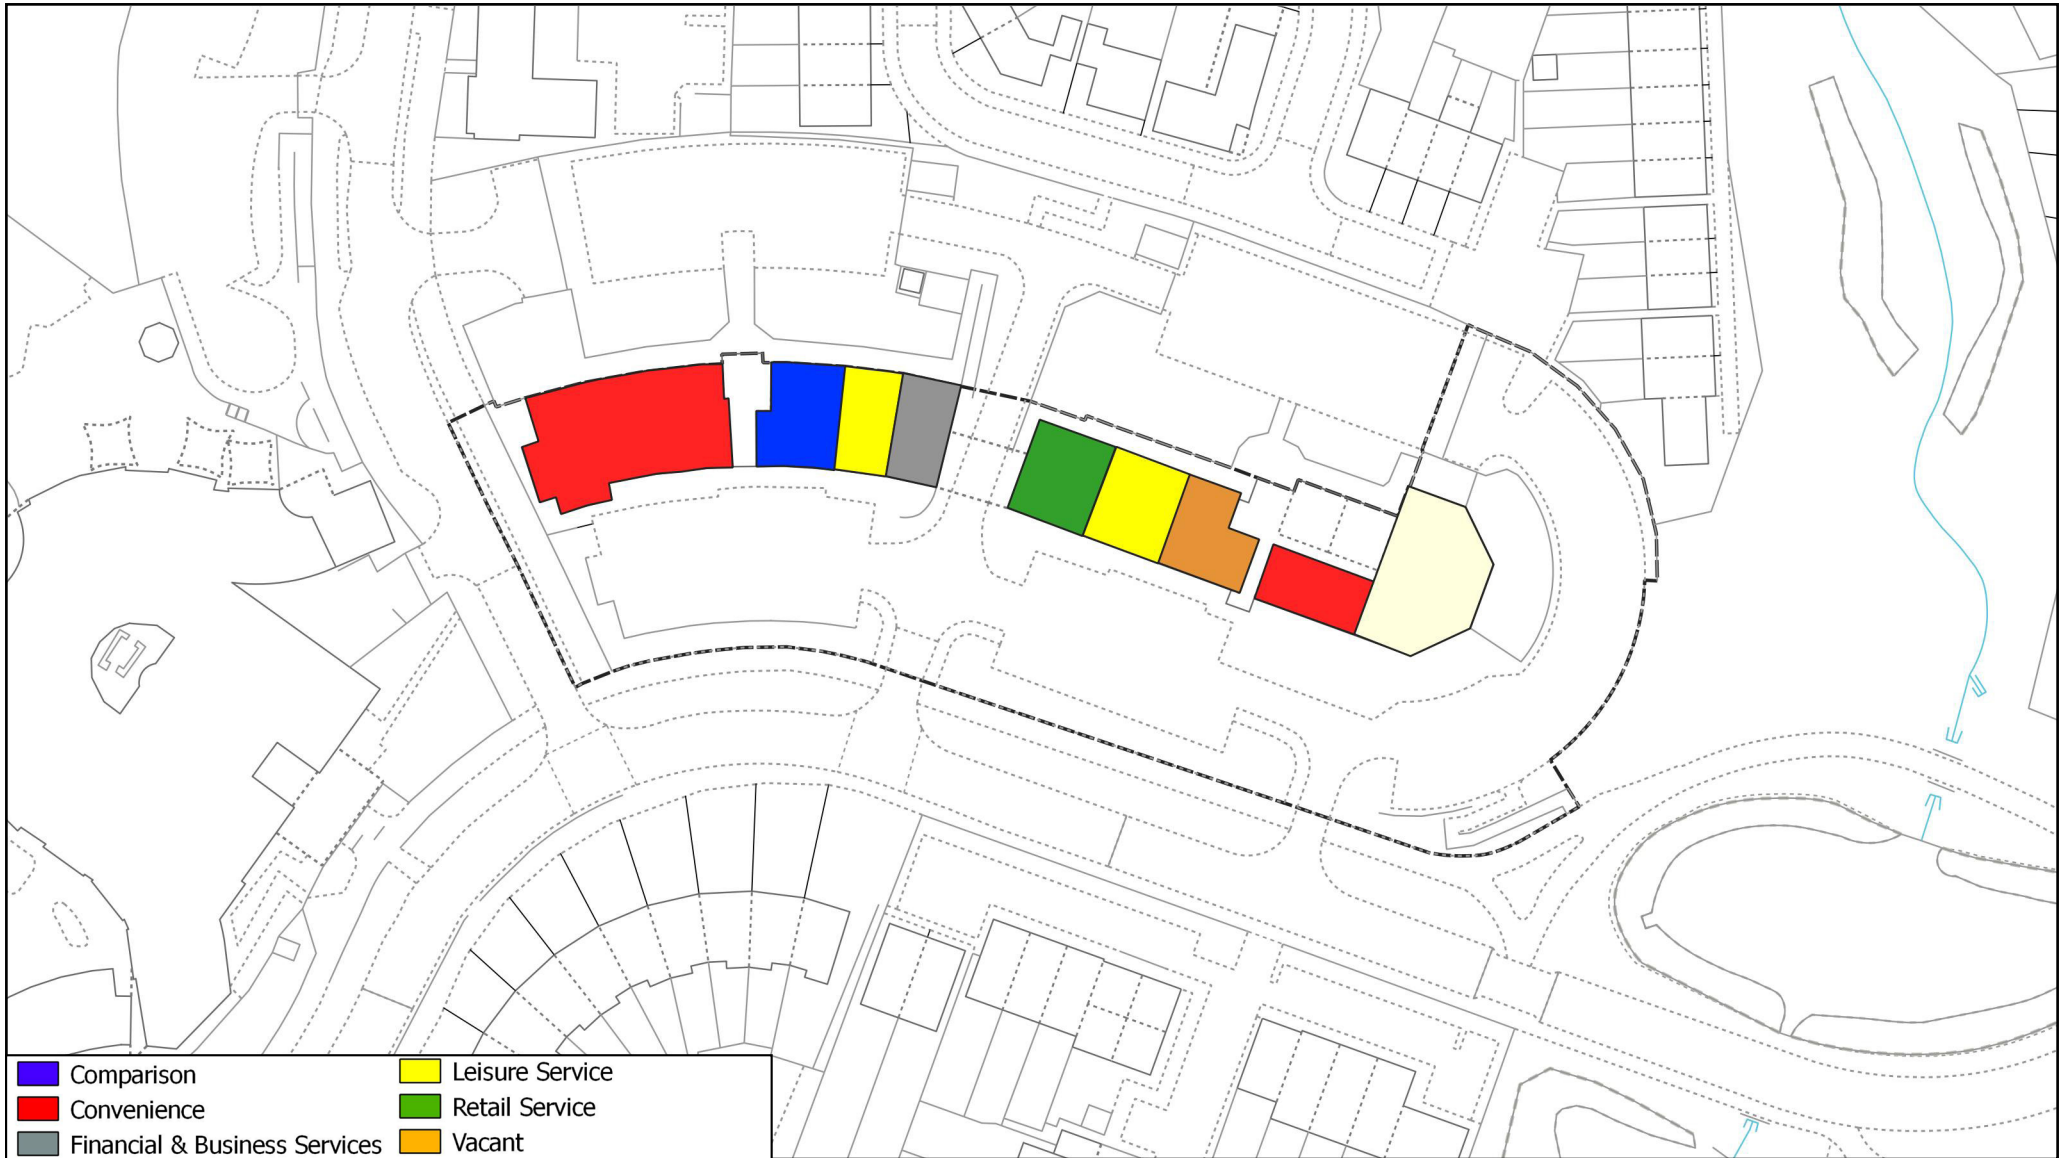 Comparison
Convenience
Financial & Business Services
Leisure Service
Retail Service
Vacant